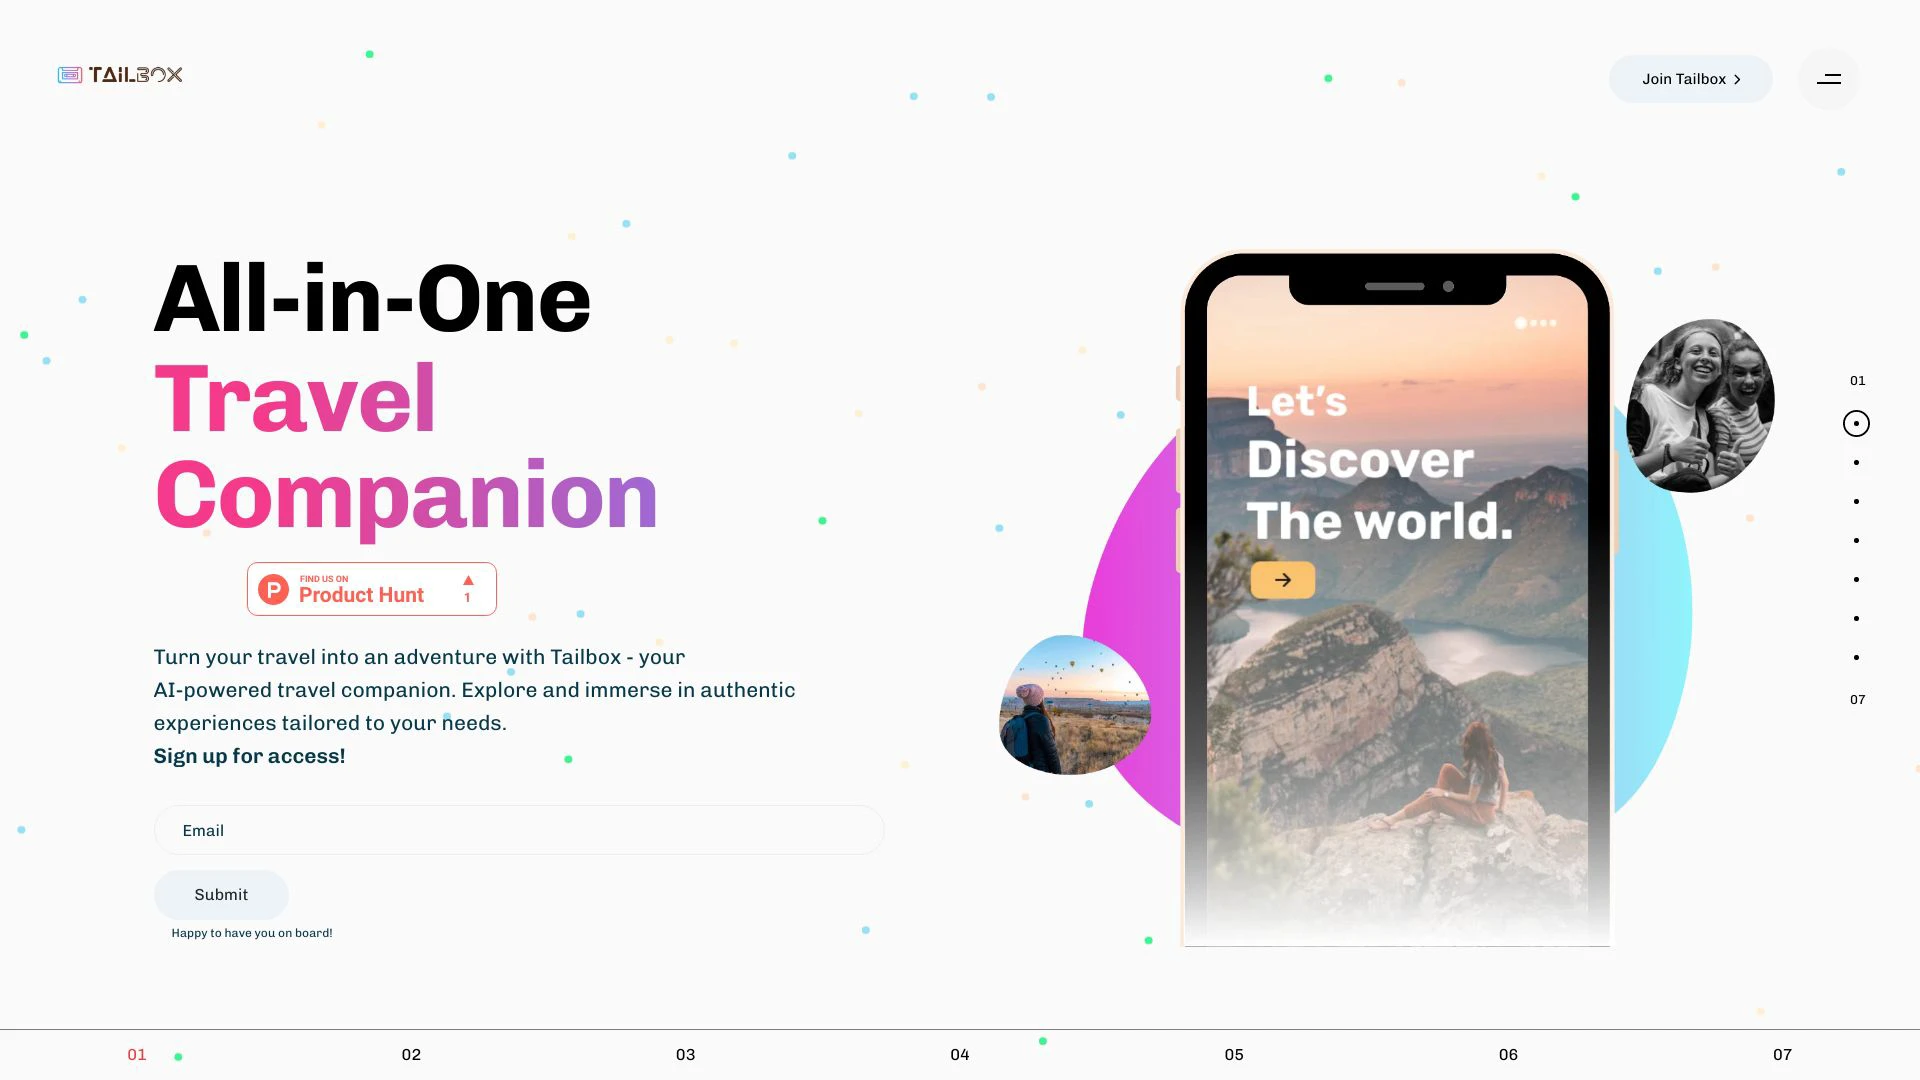 TAILBOX
Join Tailbox
All-in-One
Travel
Companion
FIND US ON
Product Hunt
1
Turn your travel into an adventure with Tailbox - your
AI-powered travel companion. Explore and immerse in authentic
experiences tailored to your needs.
Sign up for access!
Email
Submit
Happy to have you on board!
Let's
Discover
The world.
01
07
01
02
03
04
05
06
07